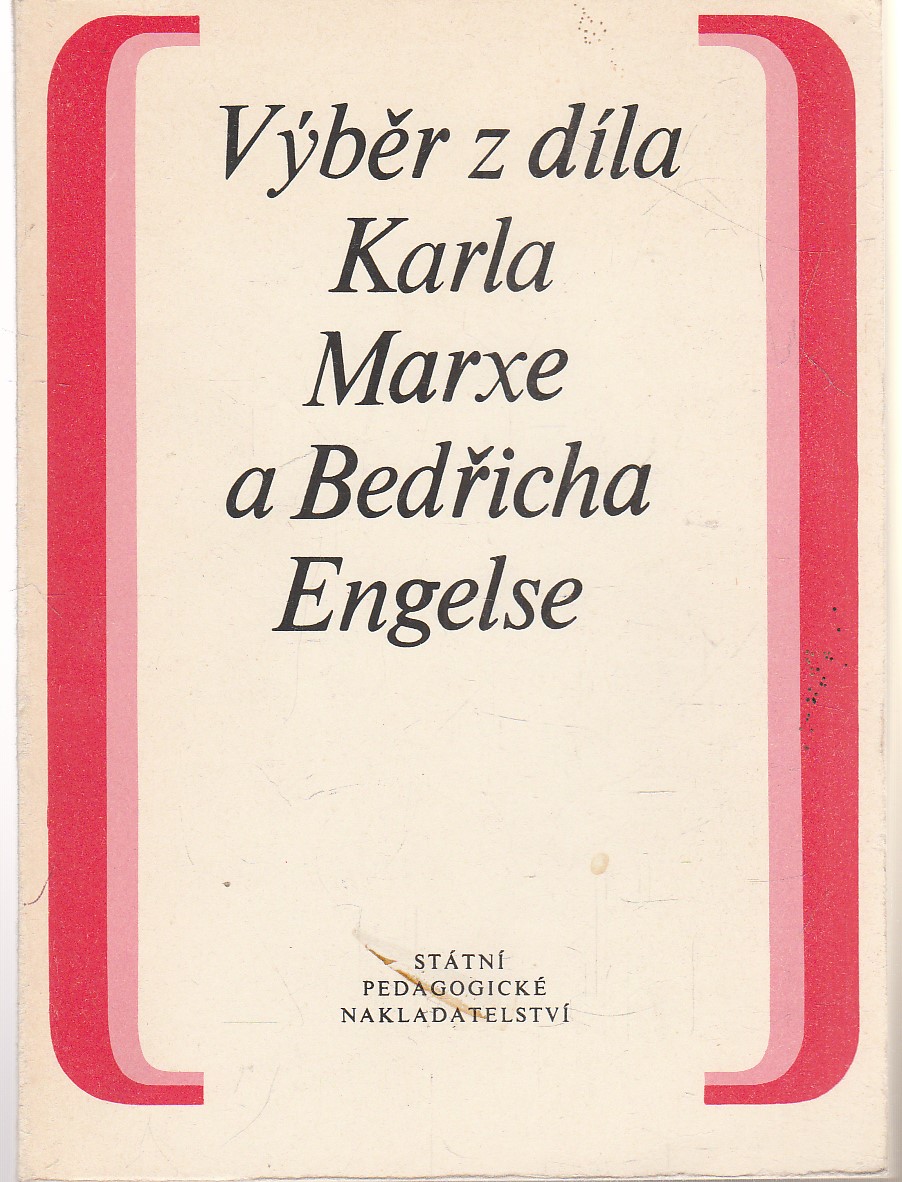 Výběr z díla
Karla
Marxe
a Bedřicha
Engelse
STÁTNÍ
PEDAGOGICKÉ
NAKLADATELSTVÍ